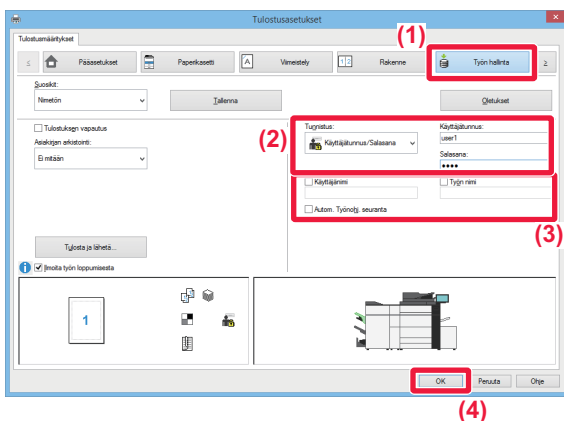 Tulostusasetukset
(1)
Tulostusmääritykset
Pääasetukset
Paperikasetti
Viimeistely
Rakenne
Työn hallinta
Suosikit:
Nimetön
Tallenna
Oletukset
Tulostuksen vapautus
Asiakirjan arkistointi:
Ei mitään
(2)
Tunnistus:
Käyttäjätunnus/Salasana
Käyttäjätunnus:
user1
Salasana:
••••
Käyttäjänimi
Työn nimi
Autom. Työnohj. seuranta
(3)
Tulosta ja lähetä...
Ilmoita työn loppumisesta
1
OK
Peruuta
Ohje
(4)